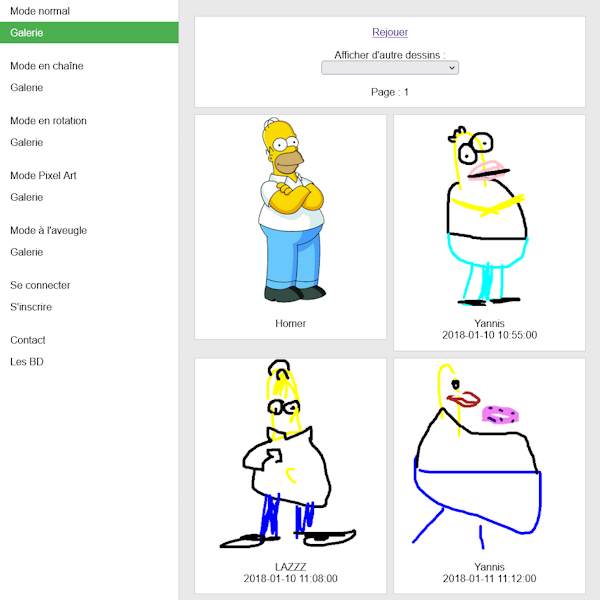 Mode normal
Galerie
Mode en chaîne
Galerie
Mode en rotation
Galerie
Mode Pixel Art
Galerie
Mode à l'aveugle
Galerie
Se connecter
S'inscrire
Contact
Les BD
Rejouer
Afficher d'autre dessins :
Page : 1
Homer
Yannis
2018-01-10 10:55:00
LAZZZ
2018-01-10 11:08:00
Yannis
2018-01-11 11:12:00